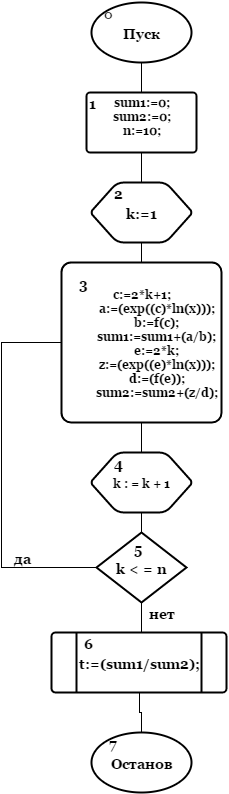 0
Пуск
1
sum1:=0;
sum2:=0;
n:=10;
2
k:=1
3
c:=2*k+1;
a:=(exp((c)*ln(x)));
b:=f(c);
sum1:=sum1+(a/b);
e:=2*k;
z:=(exp((e)*ln(x)));
d:=(f(e));
sum2:=sum2+(z/d);
4
k : = k + 1
5
k < = n
да
нет
6
t:=(sum1/sum2);
7
Останов